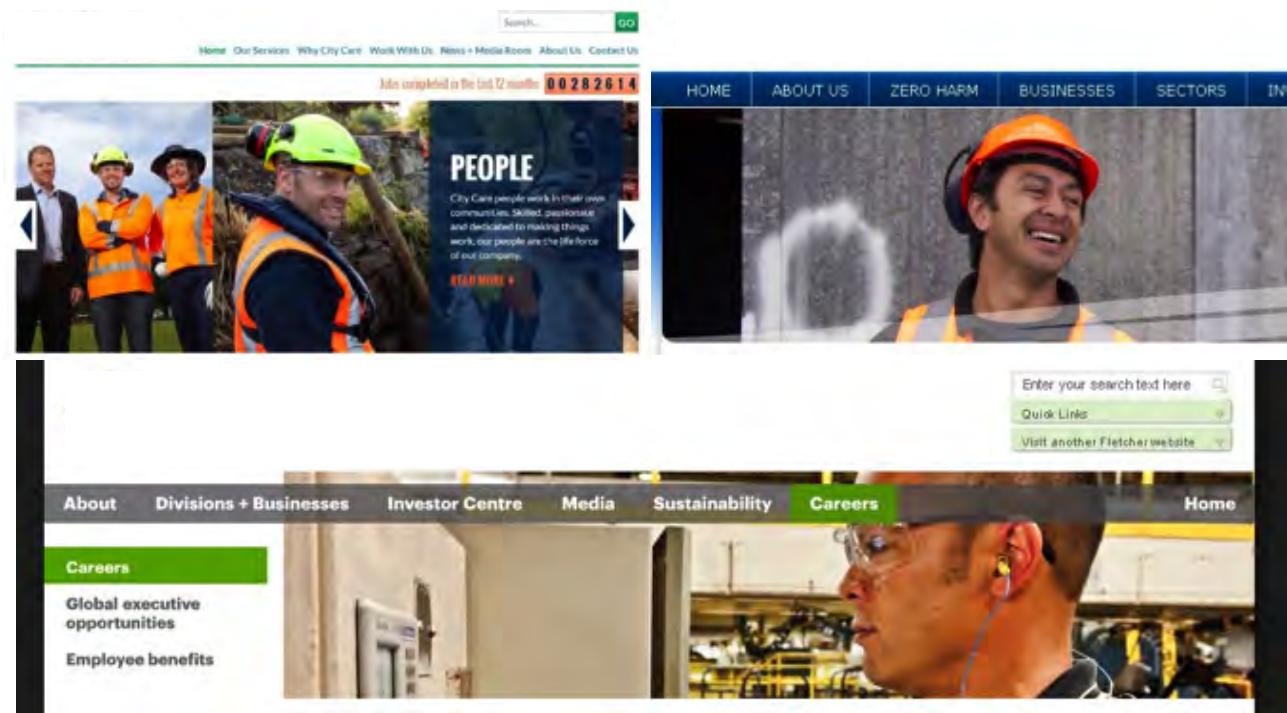 Search...
GO
Home Our Services Why City Care Work With Us News + Media Room About Us Contact Us
Jobs completed in the last 12 months 00282614
PEOPLE
City Care people work in their own
communities. Skilled, passionate
and dedicated to making things
work, our people are the life force
of our company.
READ MORE
HOME ABOUT US ZERO HARM BUSINESSES SECTORS INV
Enter your search text here
Quick Links
Visit another Fletcher website
About Divisions + Businesses Investor Centre Media Sustainability Careers Home
Careers
Global executive
opportunities
Employee benefits